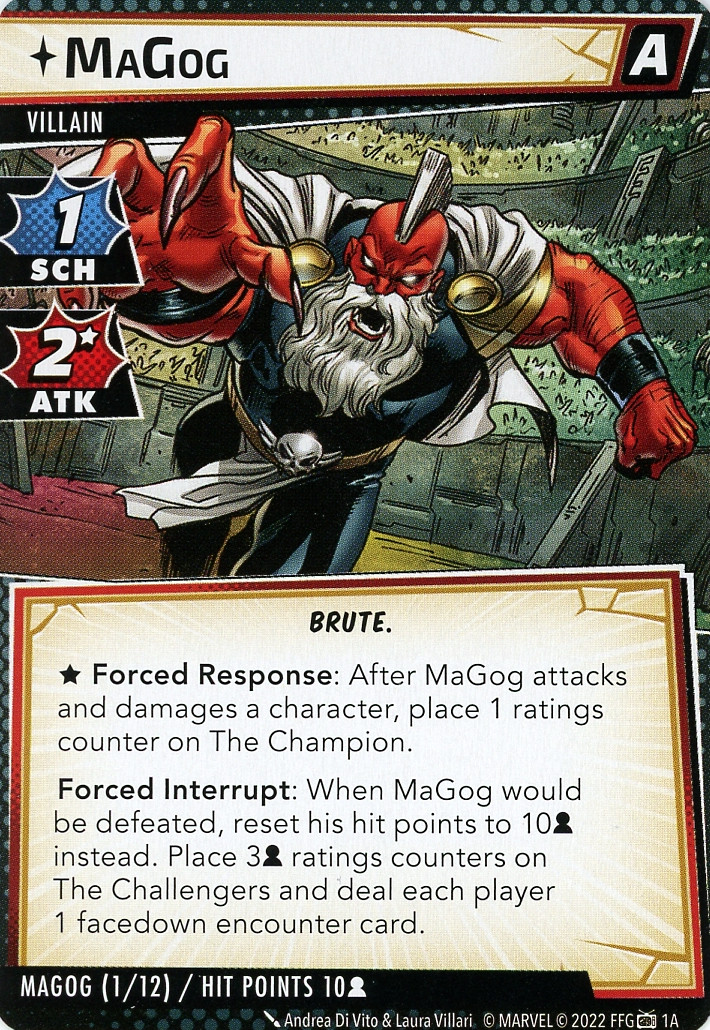 MaGog
A
VILLAIN
1
SCH
2★
ATK
BRUTE.
★ Forced Response: After MaGog attacks
and damages a character, place 1 ratings
counter on The Champion.
Forced Interrupt: When MaGog would
be defeated, reset his hit points to 10
instead. Place 3 ratings counters on
The Challengers and deal each player
1 facedown encounter card.
MAGOG (1/12) / HIT POINTS 10
Andrea Di Vito & Laura Villari © MARVEL © 2022 FFG 1A